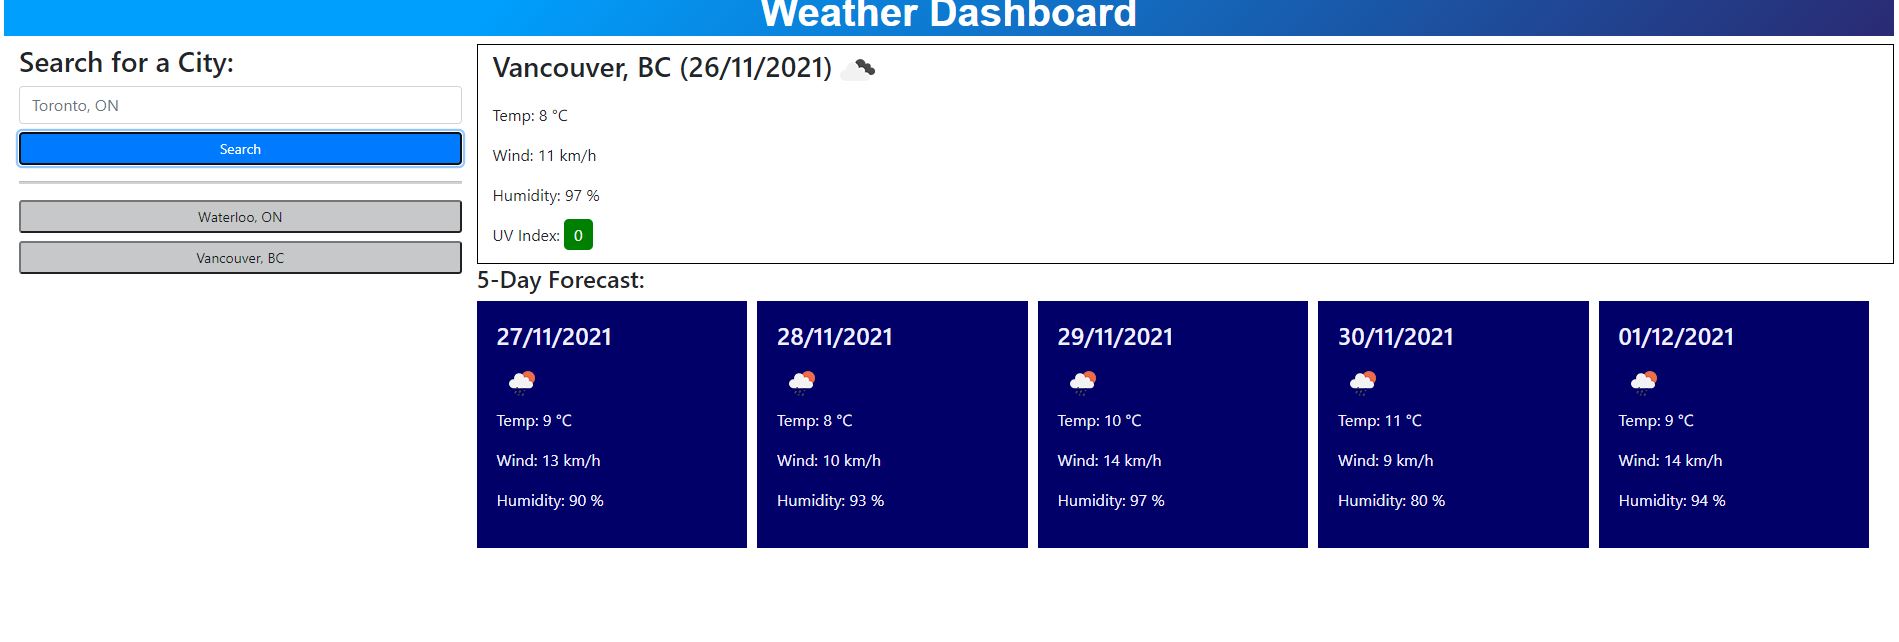 Weather Dashboard
Search for a City:
Toronto, ON
Search
Waterloo, ON
Vancouver, BC
Vancouver, BC (26/11/2021)
Temp: 8 °C
Wind: 11 km/h
Humidity: 97 %
UV Index: 0
5-Day Forecast:
27/11/2021
Temp: 9 °C
Wind: 13 km/h
Humidity: 90 %
28/11/2021
Temp: 8 °C
Wind: 10 km/h
Humidity: 93 %
29/11/2021
Temp: 10 °C
Wind: 14 km/h
Humidity: 97 %
30/11/2021
Temp: 11 °C
Wind: 9 km/h
Humidity: 80 %
01/12/2021
Temp: 9 °C
Wind: 14 km/h
Humidity: 94 %